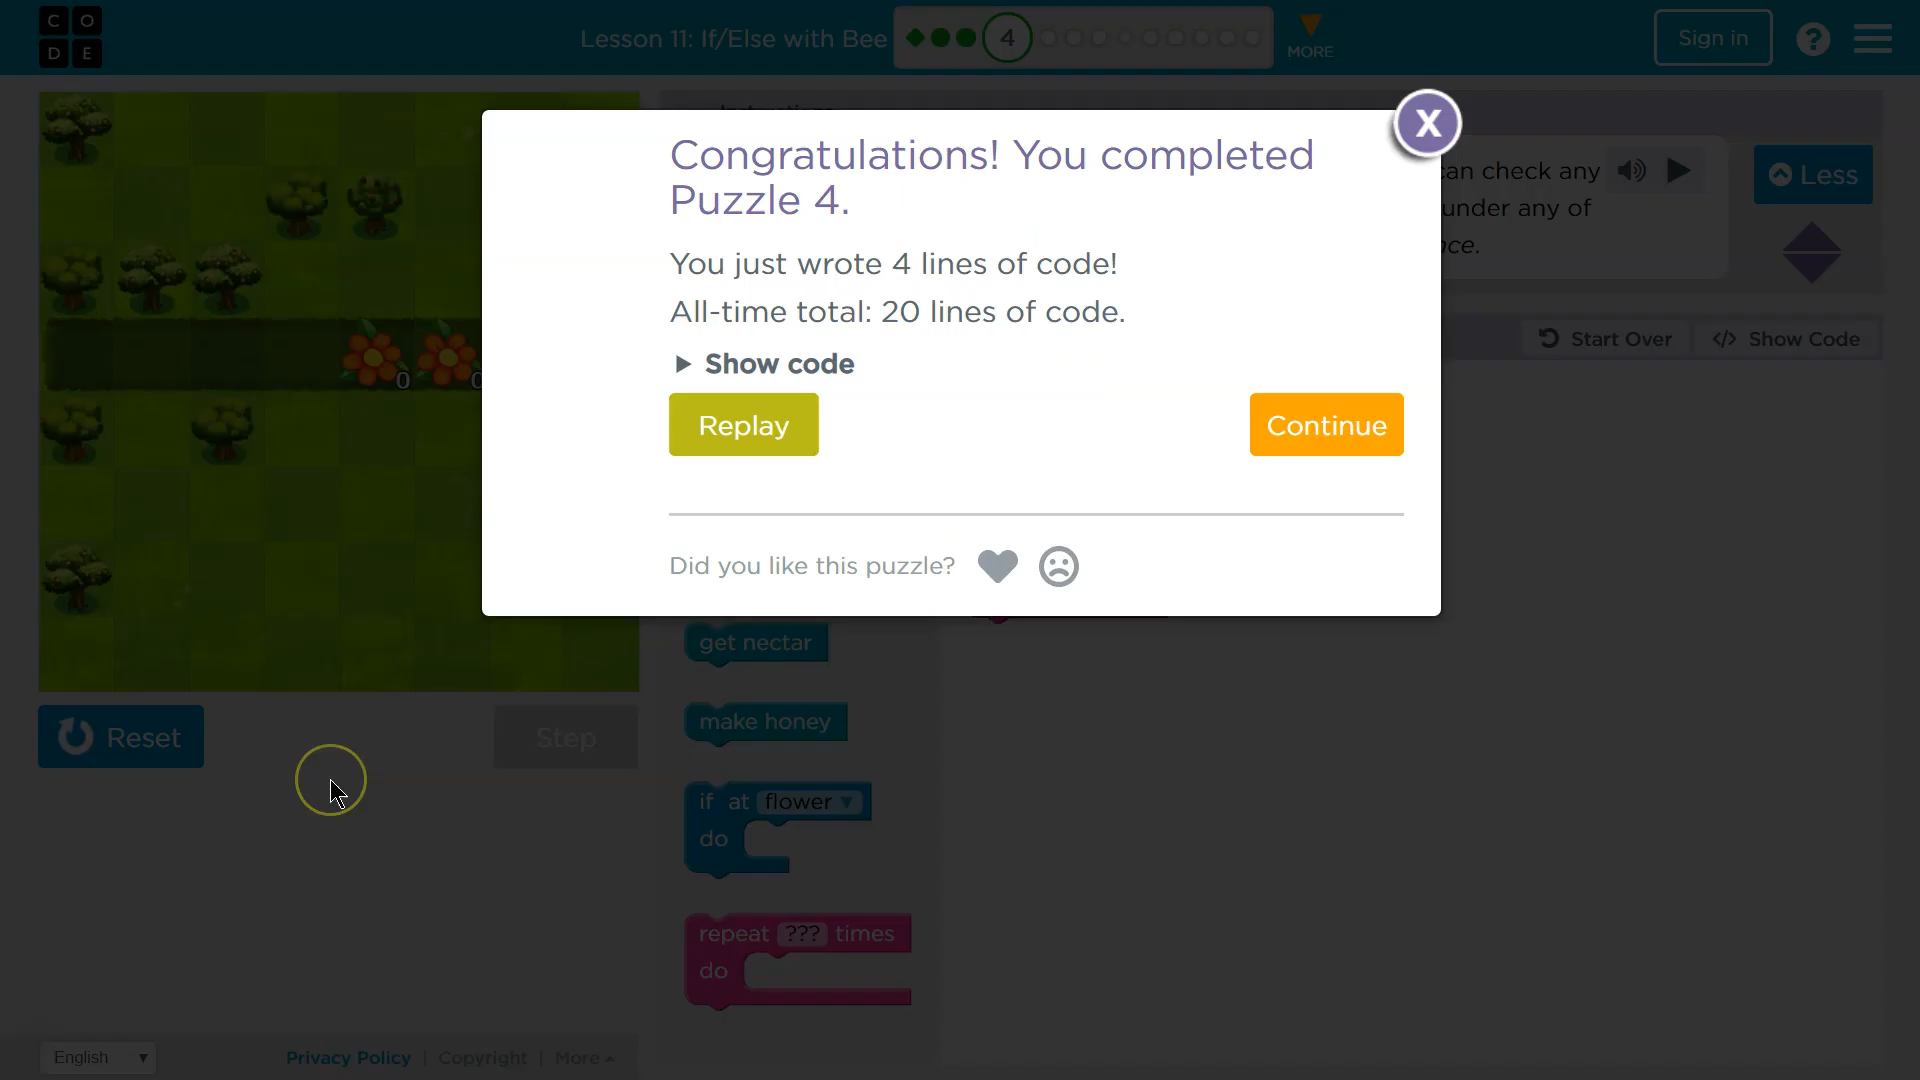 C O
D E
Lesson 11: If/Else with Bee
4
MORE
Sign in
?
X
Congratulations! You completed
Puzzle 4.
You just wrote 4 lines of code!
All-time total: 20 lines of code.
Show code
Replay
Continue
Did you like this puzzle?
can check any
under any of
Less
Start Over
</> Show Code
0
Reset
Step
get nectar
make honey
if at flower
do
repeat ??? times
do
English
Privacy Policy | Copyright | More